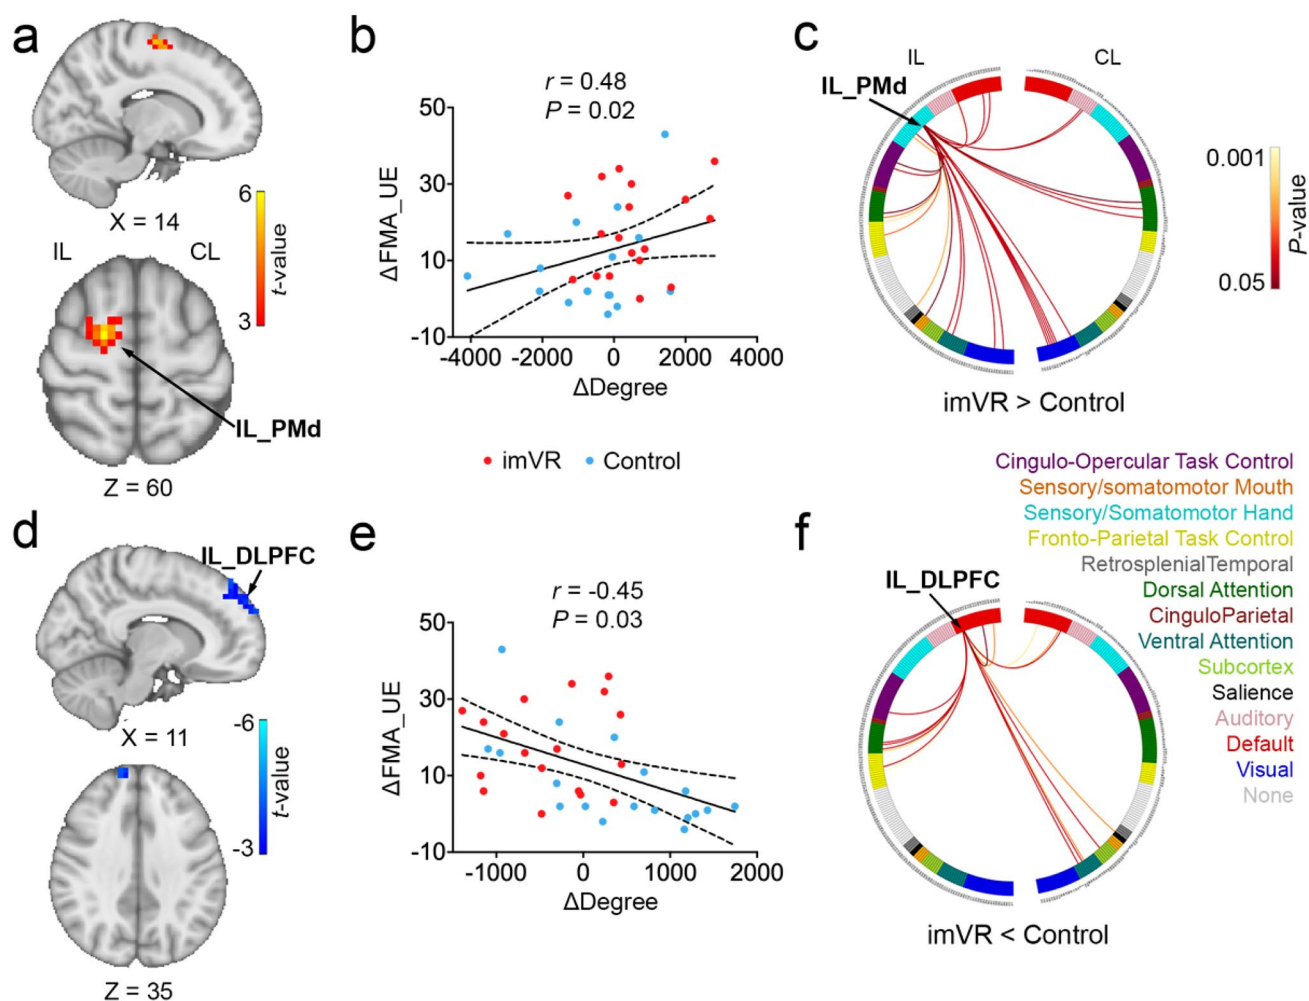 a
X = 14
IL
CL
6
t-value
3
IL_PMd
Z = 60
b
r = 0.48
P = 0.02
50
30
10
-10
ΔFMA_UE
-4000
-2000
0
2000
4000
ΔDegree
imVR
Control
c
IL
CL
IL_PMd
0.001
P-value
0.05
imVR > Control
d
IL_DLPFC
X = 11
-6
t-value
-3
Z = 35
e
r = -0.45
P = 0.03
50
30
10
-10
ΔFMA_UE
-1000
0
1000
2000
ΔDegree
f
IL_DLPFC
imVR < Control
Cingulo-Opercular Task Control
Sensory/somatomotor Mouth
Sensory/Somatomotor Hand
Fronto-Parietal Task Control
RetrosplenialTemporal
Dorsal Attention
CinguloParietal
Ventral Attention
Subcortex
Salience
Auditory
Default
Visual
None